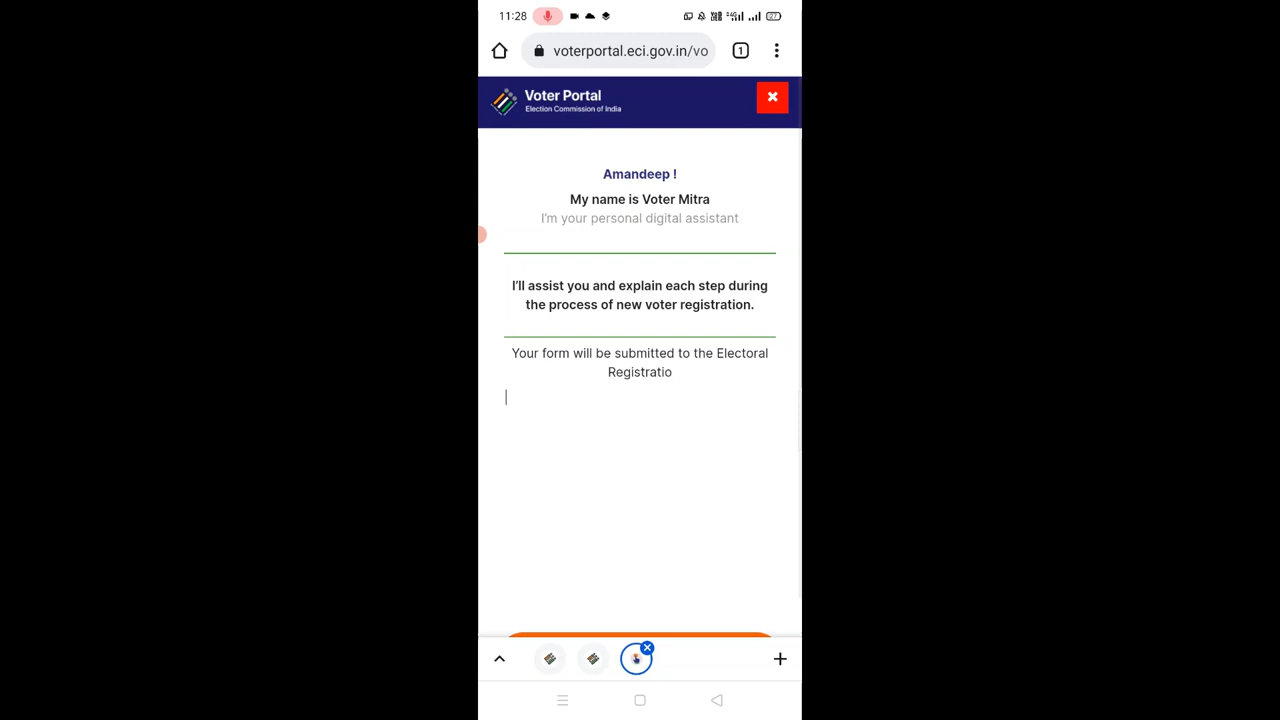 11:28
27
voterportal.eci.gov.in/vo
1
Voter Portal
Election Commission of India
Amandeep !
My name is Voter Mitra
I'm your personal digital assistant
I'll assist you and explain each step during
the process of new voter registration.
Your form will be submitted to the Electoral
Registratio